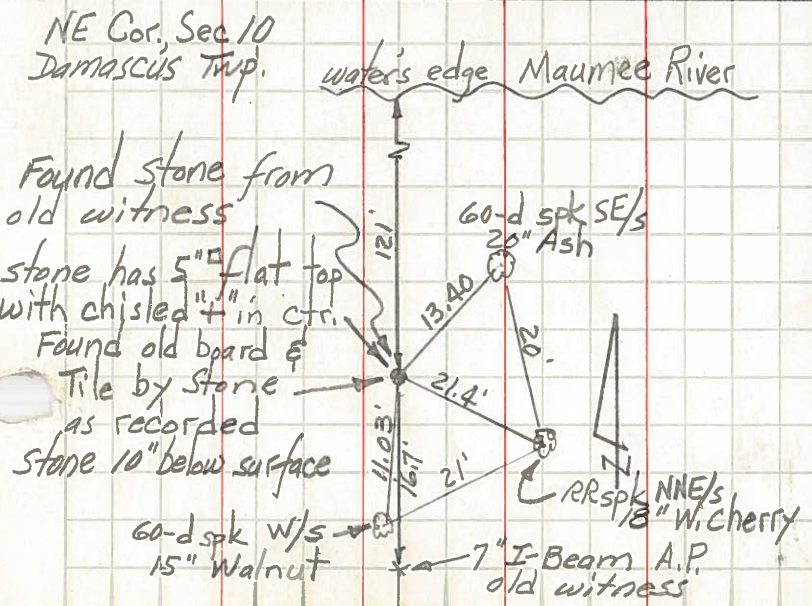 NE Cor., Sec. 10
Damascus Twp.
water's edge Maumee River
Found stone from
old witness
stone has 5"□ flat top
with chisled "+" in ctr.
Found old board &
Tile by Stone
as recorded
Stone 10" below surface
121'
60-d spk SE/s
20" Ash
13.40
20'
21.4'
11.03'
16.7'
21'
N
RR spk NNE/s
18" W. Cherry
60-d spk W/s
15" Walnut
7" I-Beam A.P.
old witness